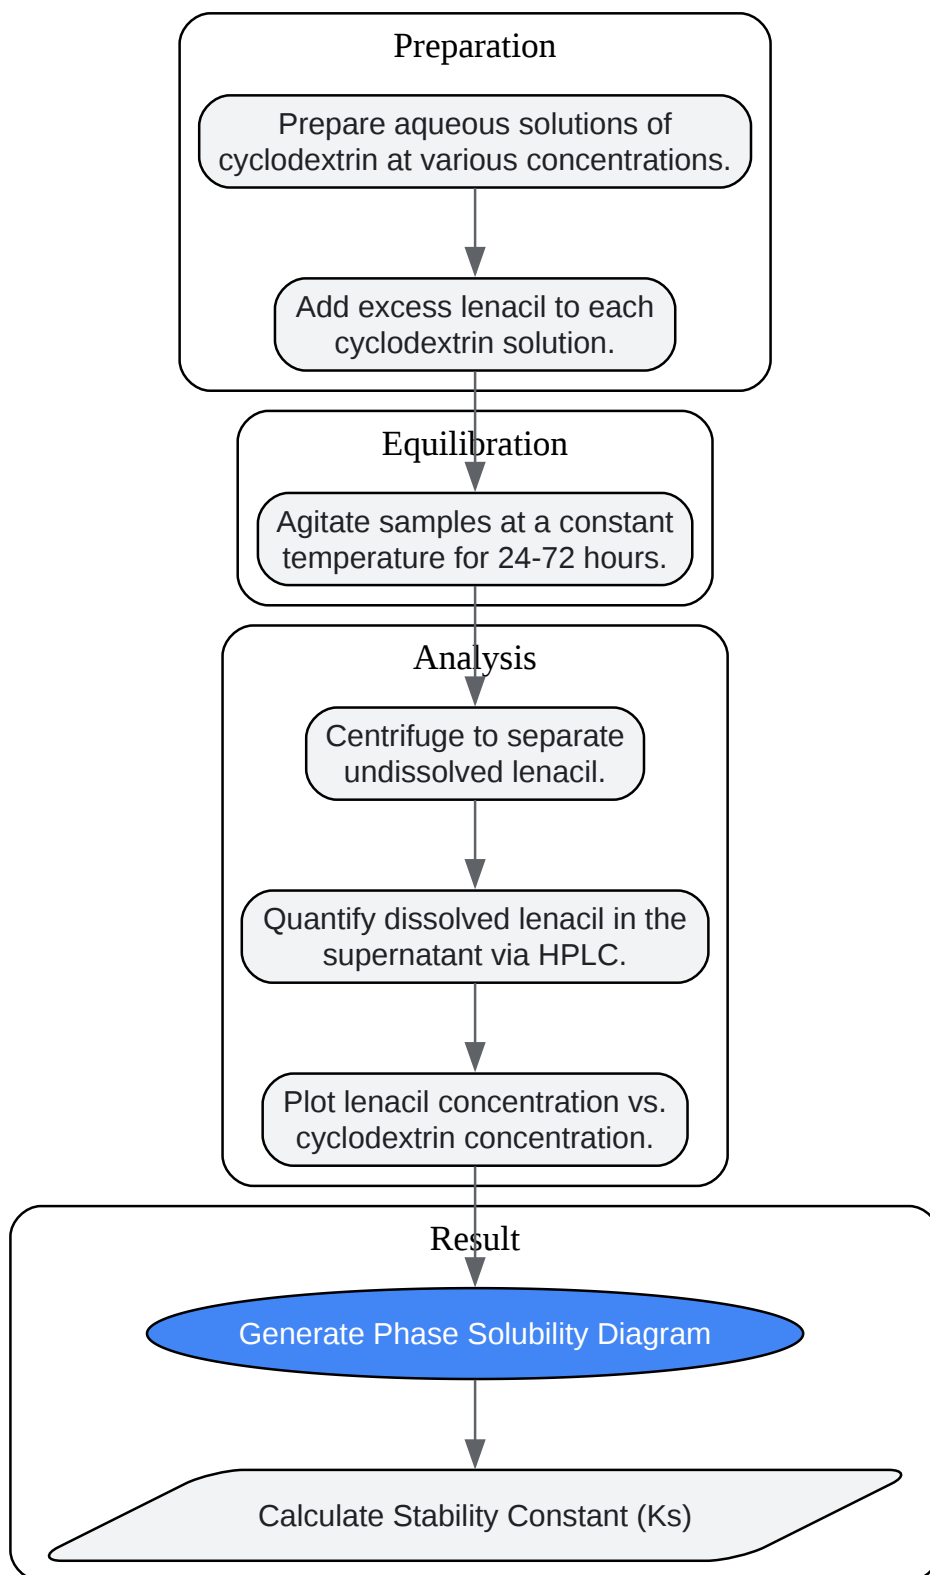 Preparation
Prepare aqueous solutions of
cyclodextrin at various concentrations.
Add excess lenacil to each
cyclodextrin solution.
Equilibration
Agitate samples at a constant
temperature for 24-72 hours.
Analysis
Centrifuge to separate
undissolved lenacil.
Quantify dissolved lenacil in the
supernatant via HPLC.
Plot lenacil concentration vs.
cyclodextrin concentration.
Result
Generate Phase Solubility Diagram
Calculate Stability Constant (Ks)